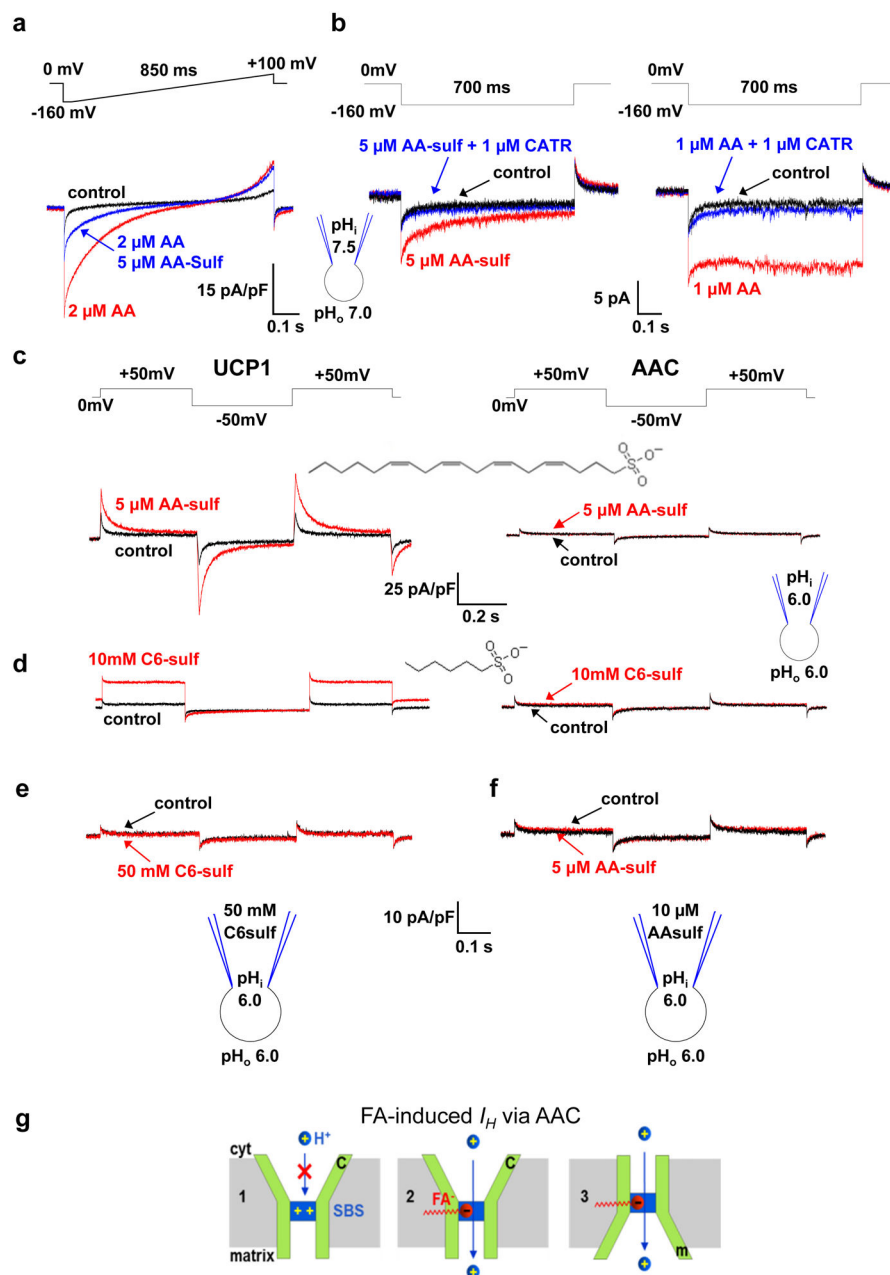 a
0 mV
850 ms
+100 mV
-160 mV
control
2 µM AA
5 µM AA-Sulf
2 µM AA
15 pA/pF
0.1 s
pHi
7.5
pHo 7.0
b
0mV
700 ms
-160 mV
5 µM AA-sulf + 1 µM CATR
control
5 µM AA-sulf
0mV
700 ms
-160 mV
1 µM AA + 1 µM CATR
control
1 µM AA
5 pA
0.1 s
c
UCP1
+50mV
+50mV
0mV
-50mV
5 µM AA-sulf
control
25 pA/pF
0.2 s
AAC
+50mV
+50mV
0mV
-50mV
O
S
O
O−
5 µM AA-sulf
control
pHi
6.0
pHo 6.0
d
10mM C6-sulf
control
O
S
O
O−
10mM C6-sulf
control
e
control
50 mM C6-sulf
50 mM
C6sulf
pHi
6.0
pHo 6.0
10 pA/pF
0.1 s
f
control
5 µM AA-sulf
10 µM
AAsulf
pHi
6.0
pHo 6.0
g
FA-induced IH via AAC
cyt
+ H+
C
1
+ +
SBS
matrix
+
C
2
FA-
-
+
+
3
-
m
+